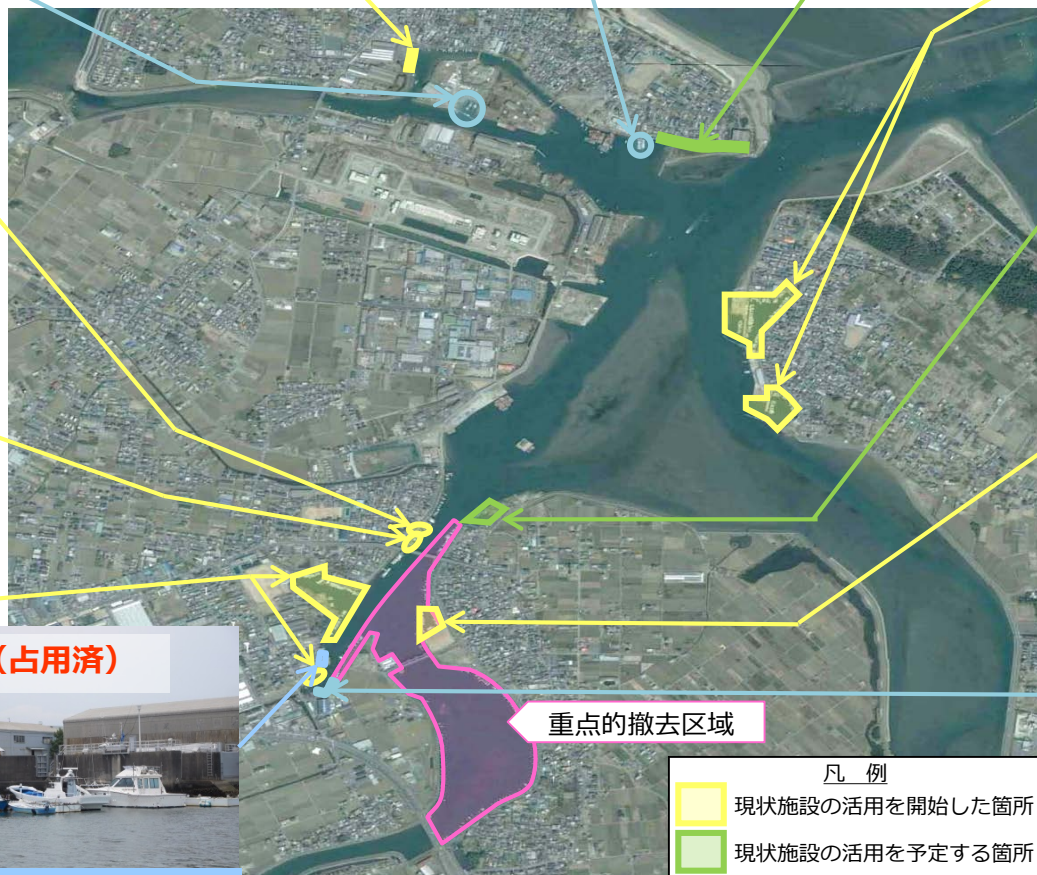 (占用済)
重点的撤去区域
凡 例
現状施設の活用を開始した箇所
現状施設の活用を予定する箇所